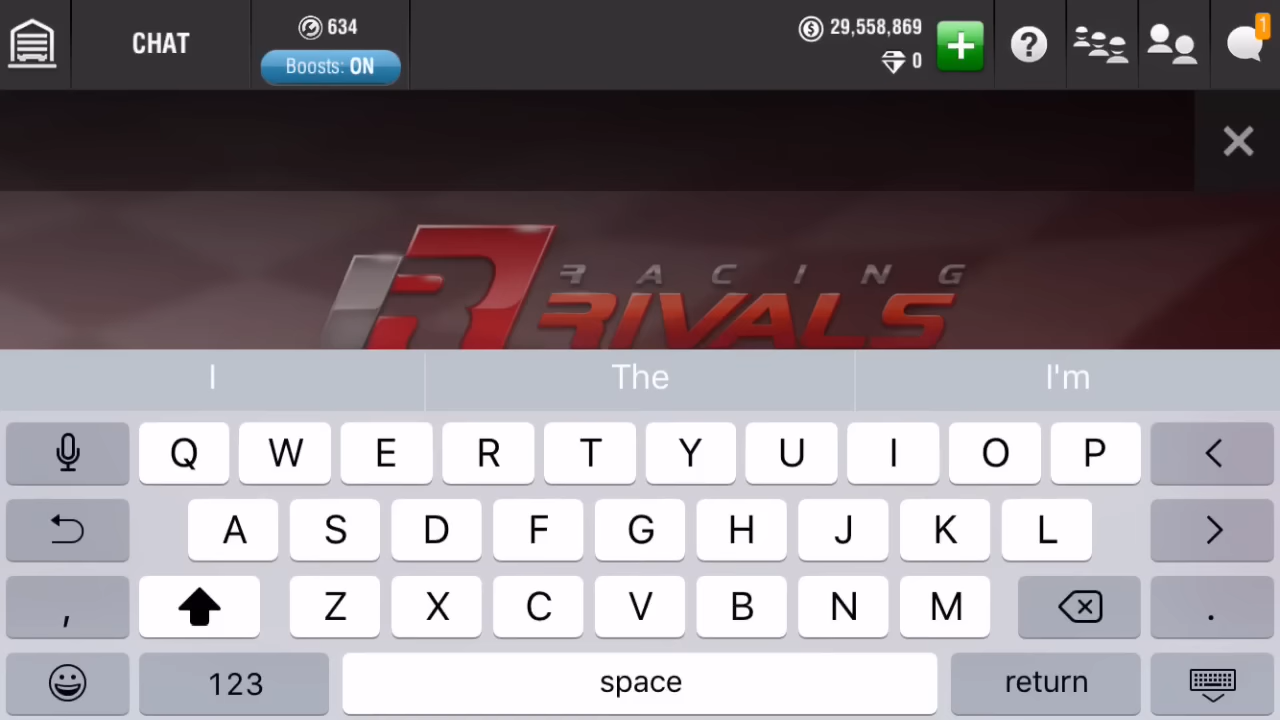 CHAT
634
Boosts: ON
29,558,869
0
+
?
1
RACING
RIVALS
I
The
I'm
Q W E R T Y U I O P <
A S D F G H J K L >
, Z X C V B N M .
123 space return